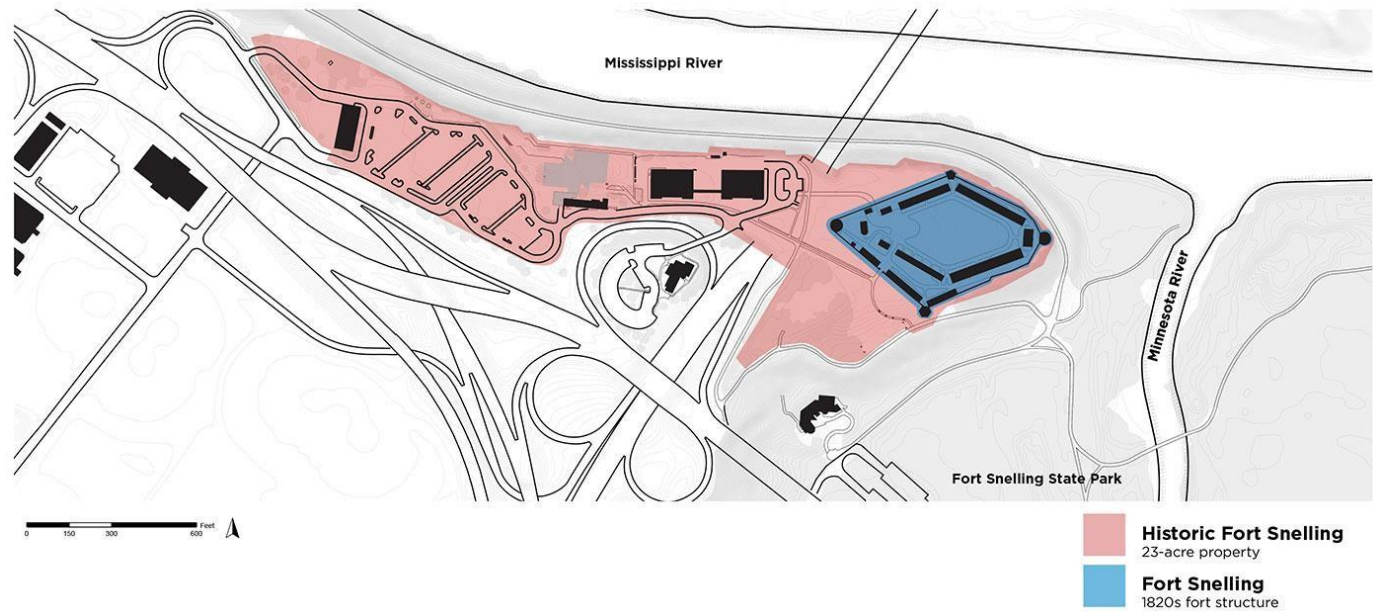 Mississippi River
Minnesota River
Fort Snelling State Park
Feet
0 150 300 600
Historic Fort Snelling
23-acre property
Fort Snelling
1820s fort structure